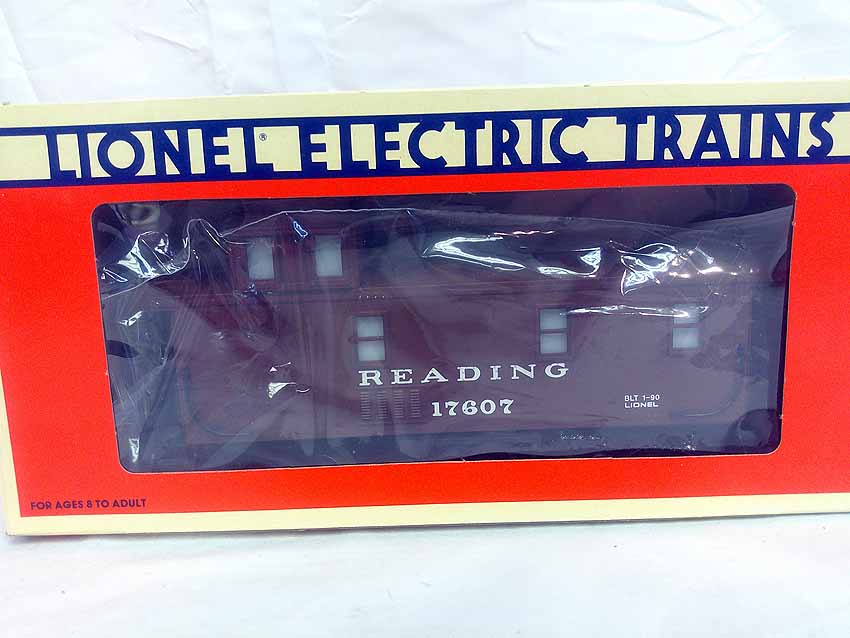 LIONEL® ELECTRIC TRAINS
READING
17607
BLT 1-90
LIONEL
FOR AGES 8 TO ADULT